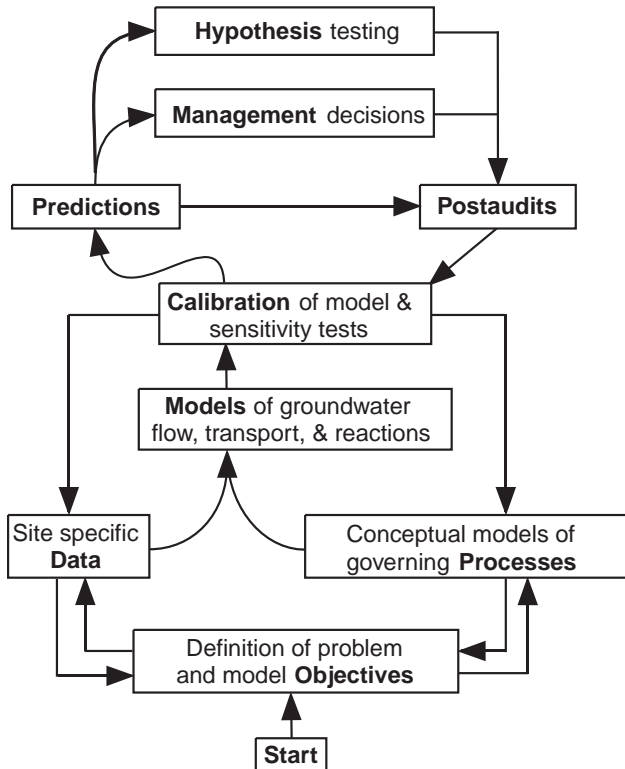 Hypothesis testing
Management decisions
Predictions
Postaudits
Calibration of model &
sensitivity tests
Models of groundwater
flow, transport, & reactions
Site specific
Data
Conceptual models of
governing Processes
Definition of problem
and model Objectives
Start